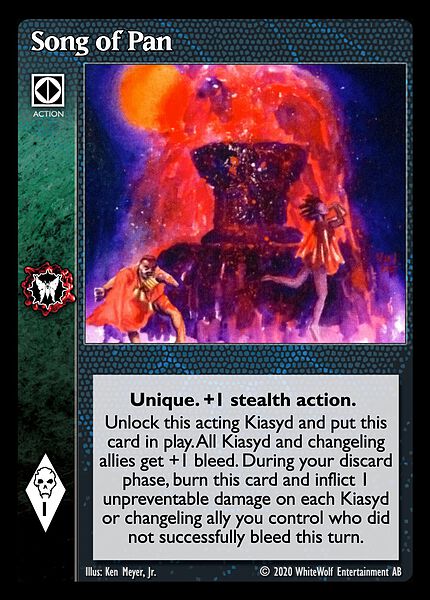 Song of Pan
ACTION
Unique. +1 stealth action.
Unlock this acting Kiasyd and put this
card in play. All Kiasyd and changeling
allies get +1 bleed. During your discard
phase, burn this card and inflict 1
unpreventable damage on each Kiasyd
or changeling ally you control who did
not successfully bleed this turn.
I
Illus: Ken Meyer, Jr.
© 2020 WhiteWolf Entertainment AB